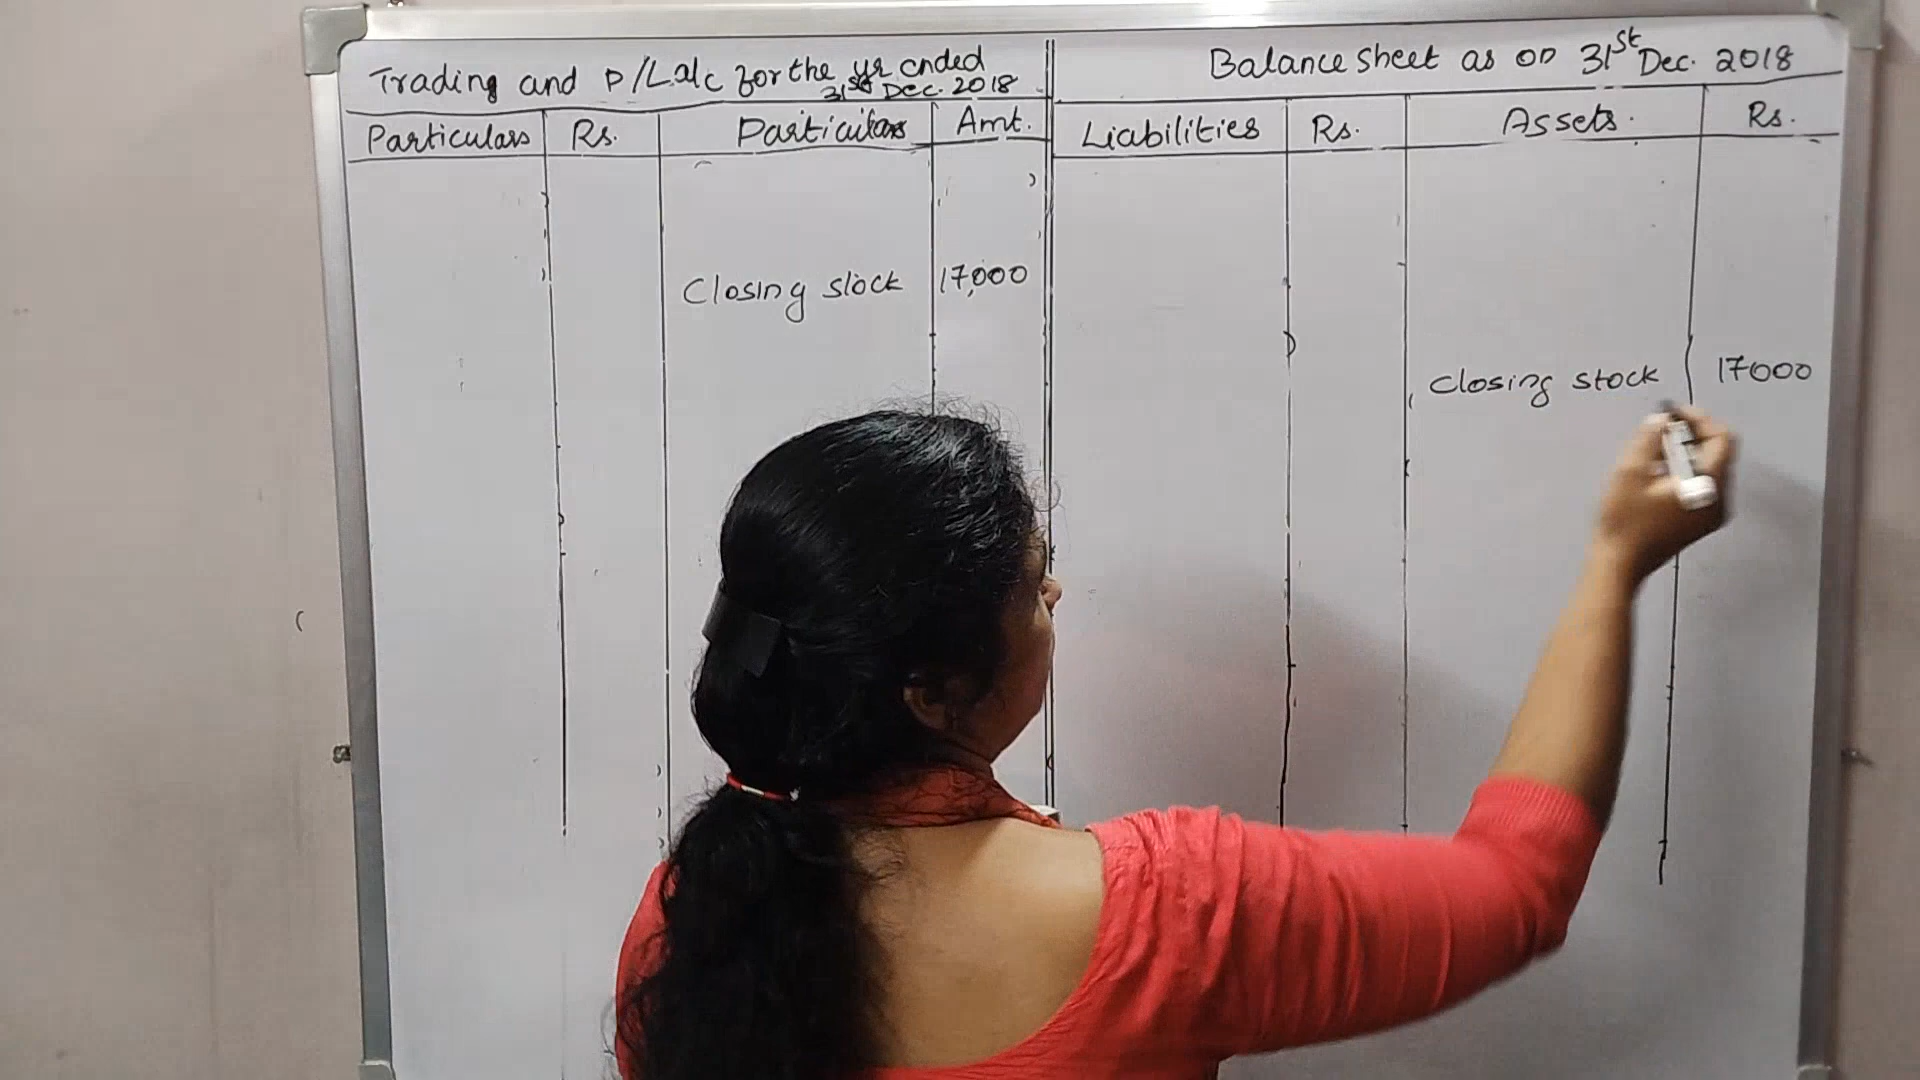 Trading and P/L a/c for the yr ended
31st Dec. 2018
Particulars Rs. Particulars Amt.
Closing stock 17,000
Balance sheet as on 31st Dec. 2018
Liabilities Rs. Assets. Rs.
Closing stock 17000